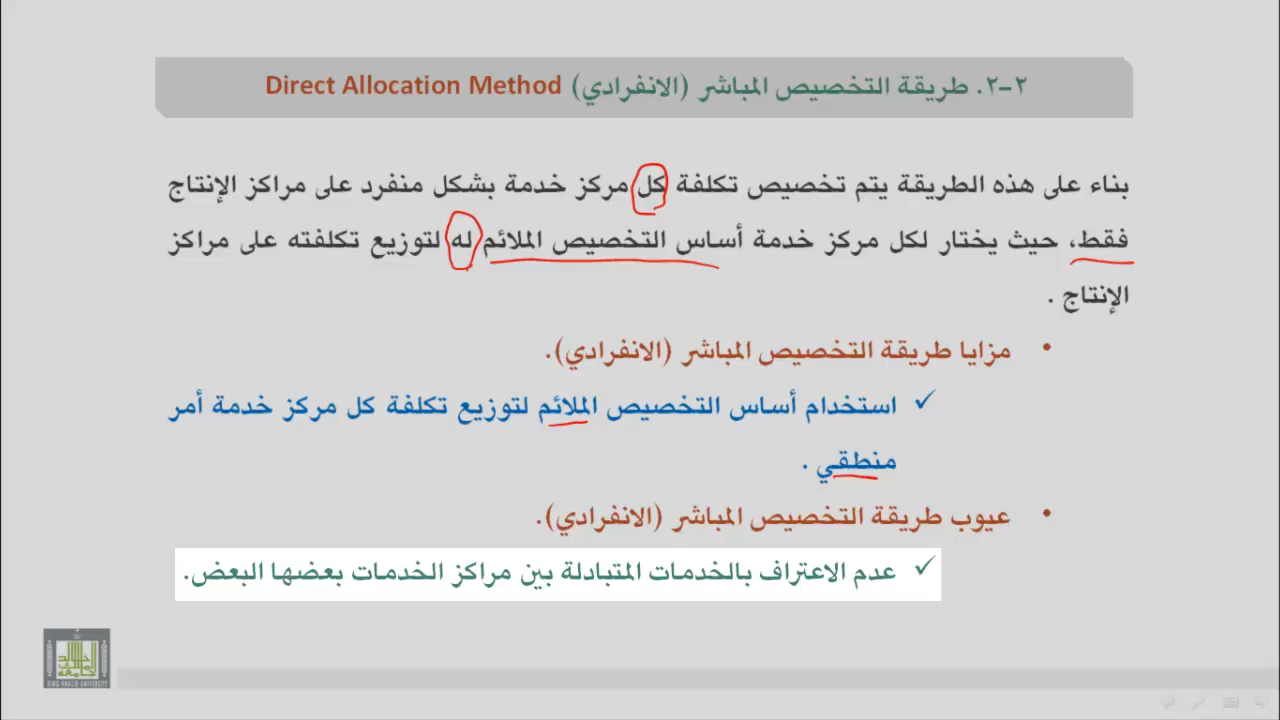 ٢-٢. طريقة التخصيص المباشر (الانفرادي) Direct Allocation Method
بناء على هذه الطريقة يتم تخصيص تكلفة كل مركز خدمة بشكل منفرد على مراكز الإنتاج
فقط، حيث يختار لكل مركز خدمة أساس التخصيص الملائم له لتوزيع تكلفته على مراكز
الإنتاج .
• مزايا طريقة التخصيص المباشر (الانفرادي).
✓ استخدام أساس التخصيص الملائم لتوزيع تكلفة كل مركز خدمة أمر
منطقي .
• عيوب طريقة التخصيص المباشر (الانفرادي).
✓ عدم الاعتراف بالخدمات المتبادلة بين مراكز الخدمات بعضها البعض.
KING KHALID UNIVERSITY